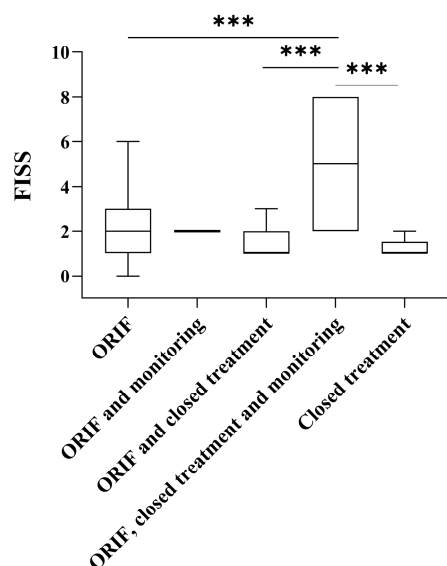 ***
***
***
10
8
6
4
2
0
FISS
ORIF
ORIF and monitoring
ORIF and closed treatment
ORIF, closed treatment and monitoring
Closed treatment